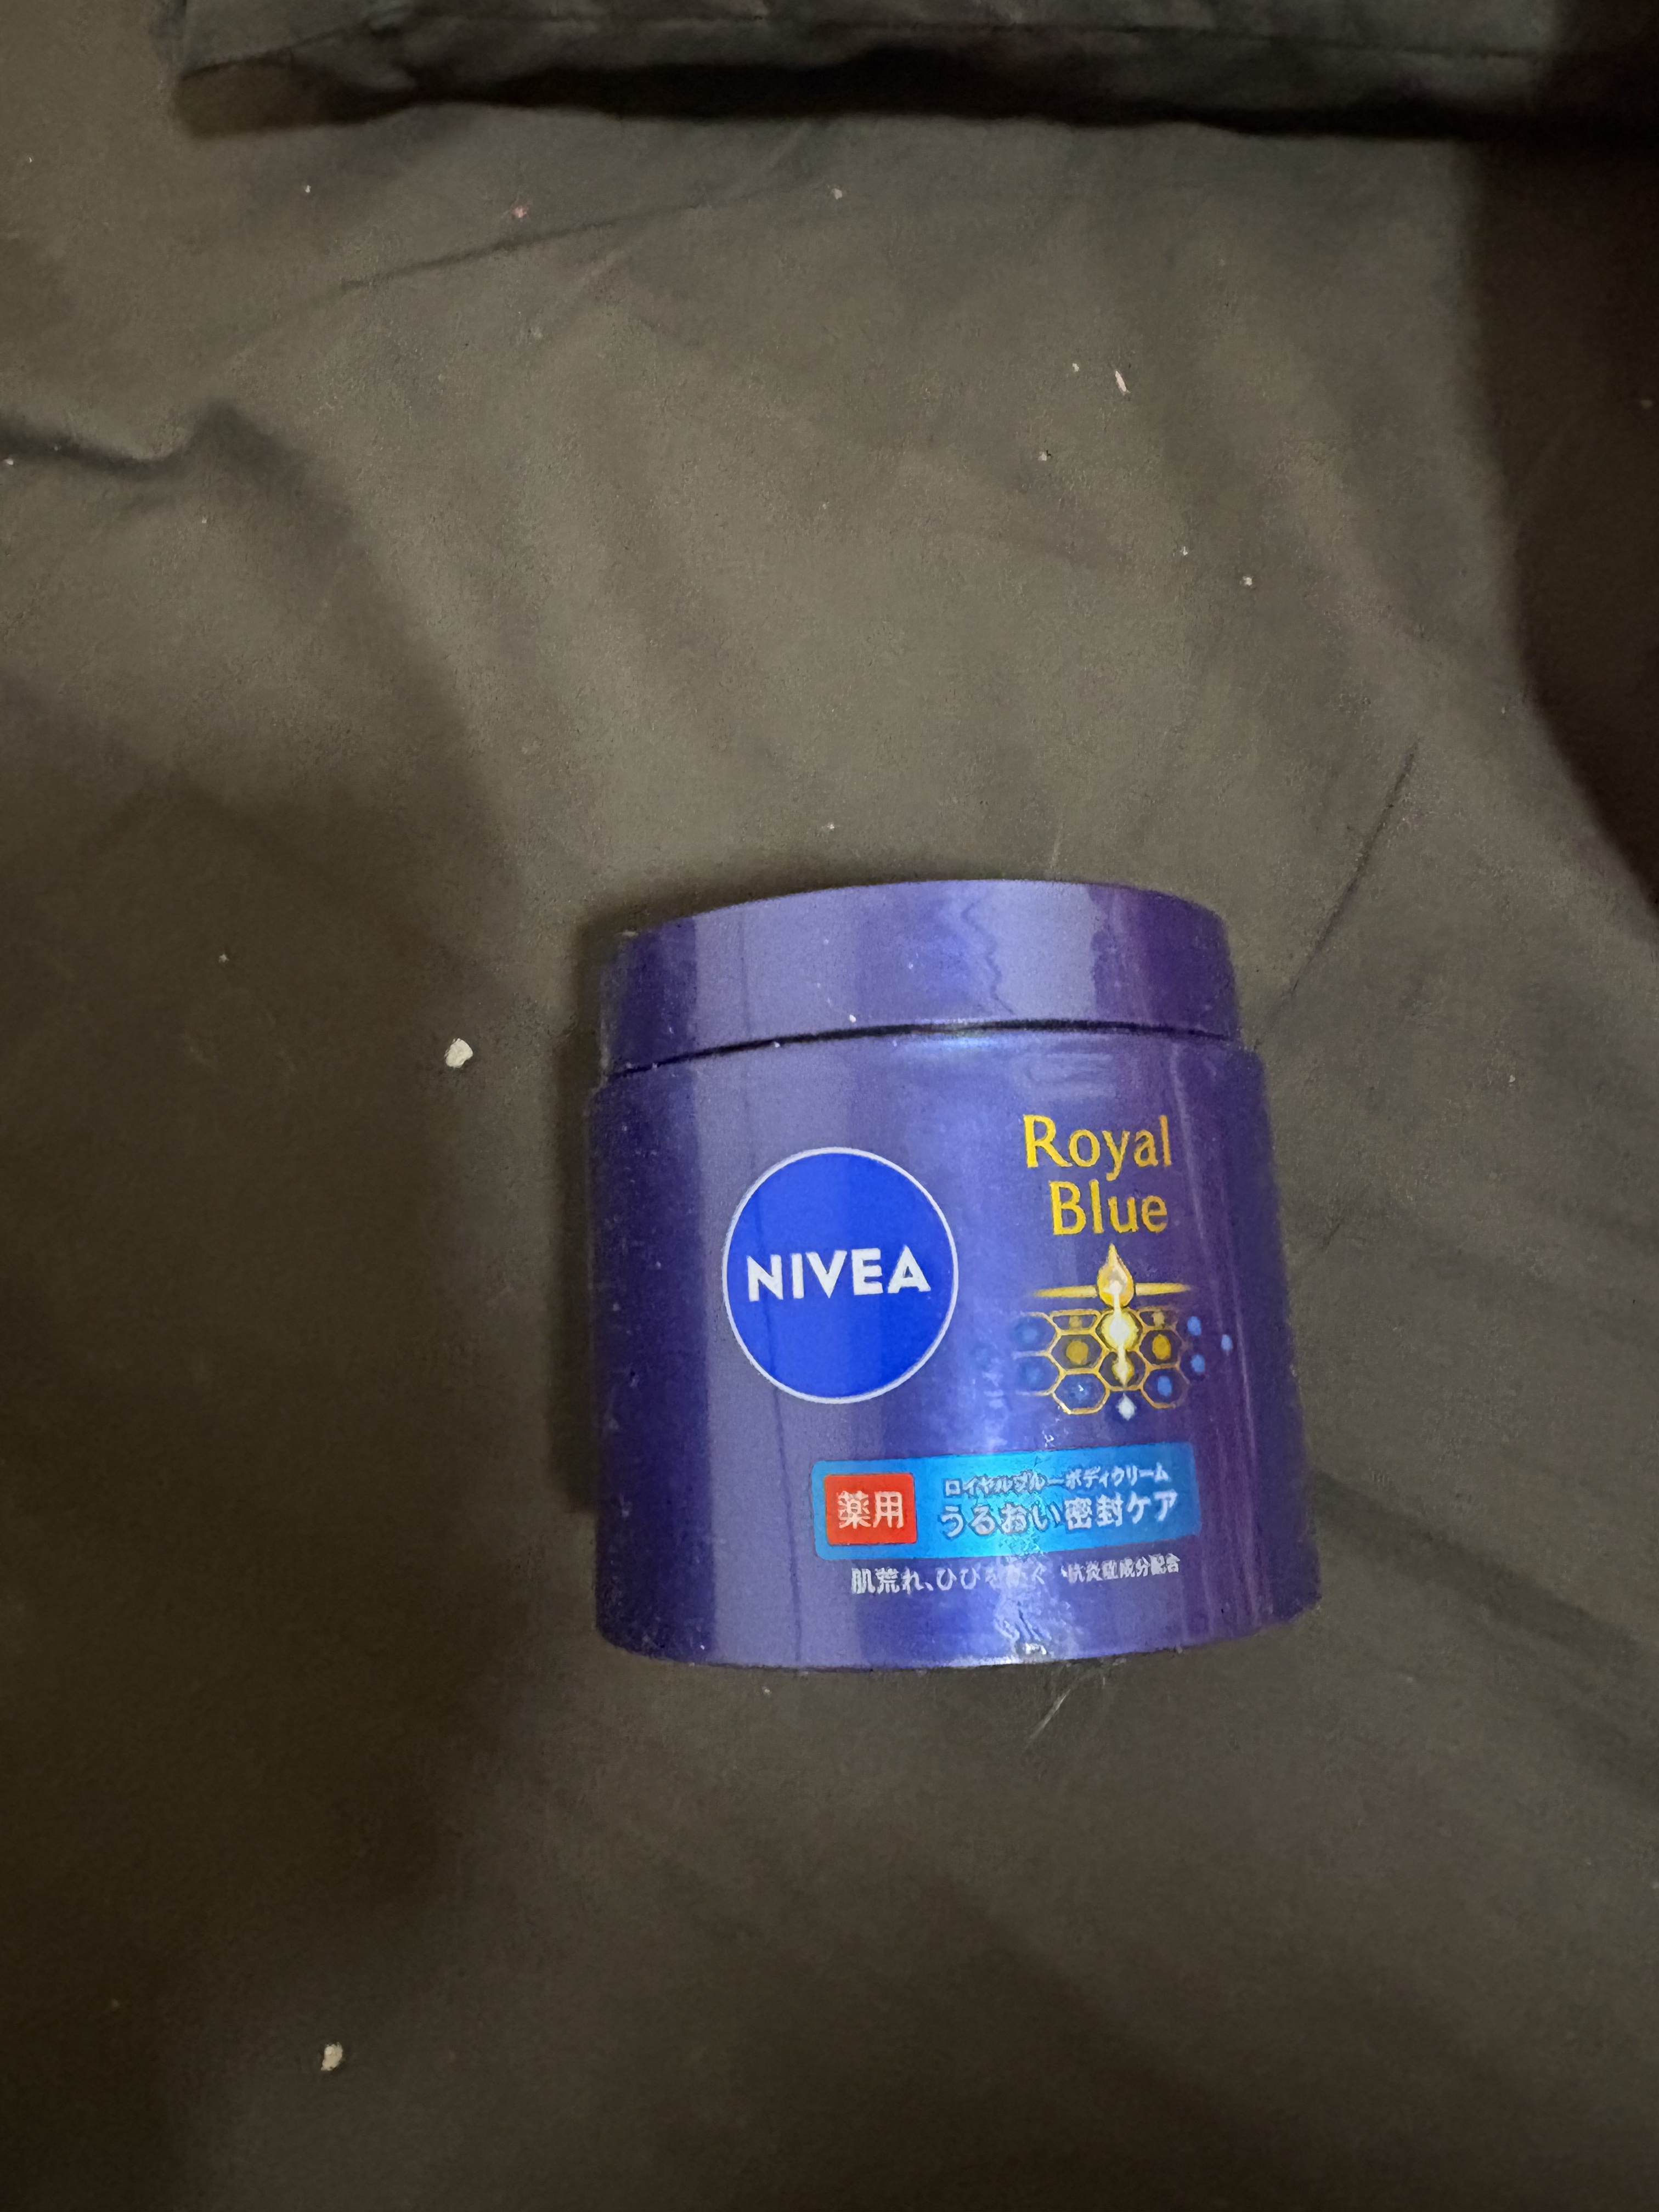 Royal
Blue
NIVEA
薬用
ロイヤルブルーボディクリーム
うるおい密封ケア
肌荒れ、ひびを
抗炎症成分配合